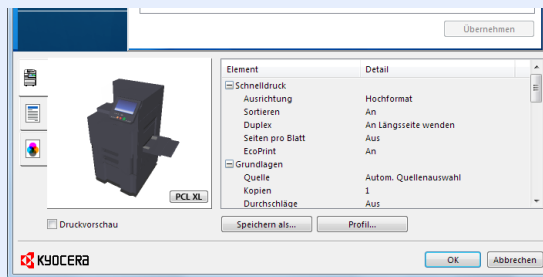 Übernehmen
Element Detail
Schnelldruck
Ausrichtung Hochformat
Sortieren An
Duplex An Längsseite wenden
Seiten pro Blatt Aus
EcoPrint An
Grundlagen
Quelle Autom. Quellenauswahl
Kopien 1
Durchschläge Aus
PCL XL
Druckvorschau Speichern als... Profil...
KYOCERA OK Abbrechen